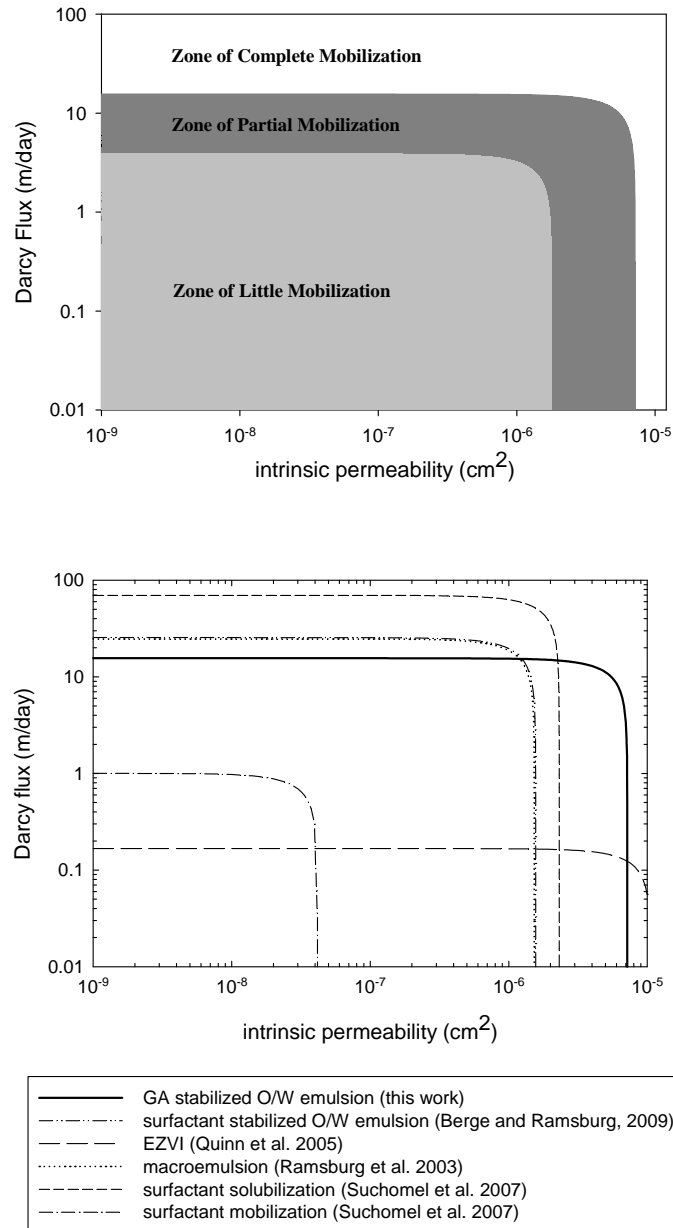 100
Zone of Complete Mobilization
10
Zone of Partial Mobilization
1
Zone of Little Mobilization
0.1
0.01
Darcy Flux (m/day)
10⁻⁹ 10⁻⁸ 10⁻⁷ 10⁻⁶ 10⁻⁵
intrinsic permeability (cm²)
100
10
1
0.1
0.01
Darcy flux (m/day)
10⁻⁹ 10⁻⁸ 10⁻⁷ 10⁻⁶ 10⁻⁵
intrinsic permeability (cm²)
GA stabilized O/W emulsion (this work)
surfactant stabilized O/W emulsion (Berge and Ramsburg, 2009)
EZVI (Quinn et al. 2005)
macroemulsion (Ramsburg et al. 2003)
surfactant solubilization (Suchomel et al. 2007)
surfactant mobilization (Suchomel et al. 2007)